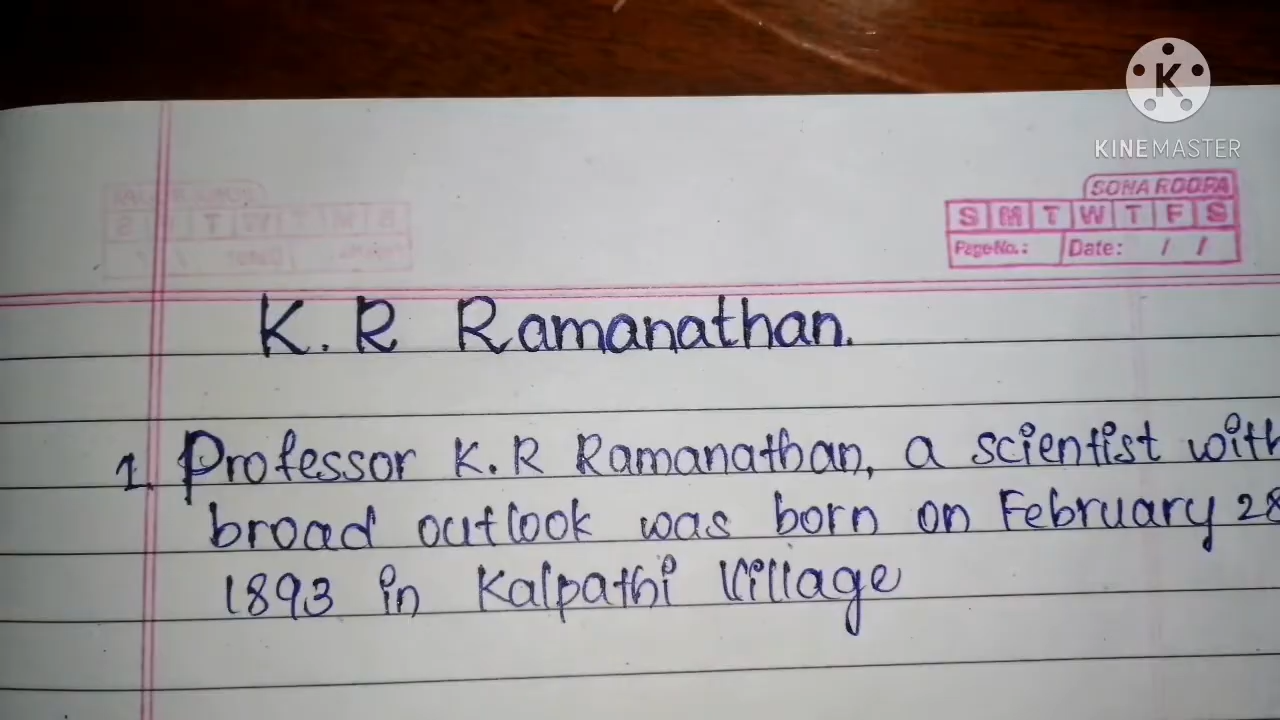 K
KINEMASTER
SONA ROOPA
S M T W T F S
Page No.: Date: / /
K. R Ramanathan.
1. Professor K. R Ramanathan, a scientist with
broad outlook was born on February 28
1893 in Kalpathi Village